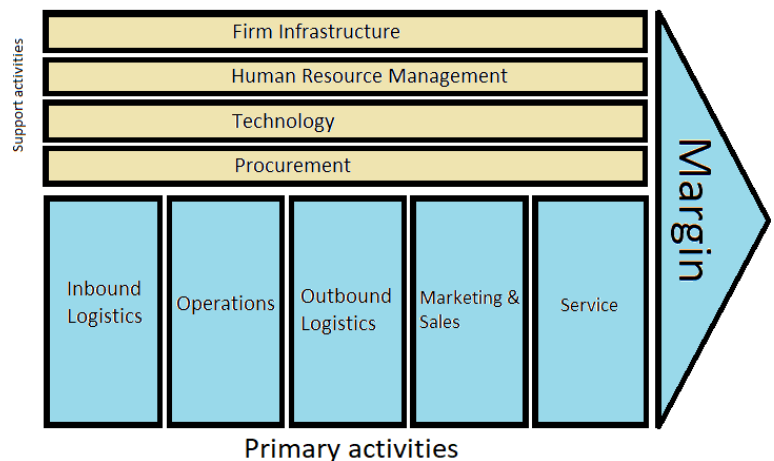 Support activities
Firm Infrastructure
Human Resource Management
Technology
Procurement
Inbound
Logistics
Operations
Outbound
Logistics
Marketing &
Sales
Service
Margin
Primary activities